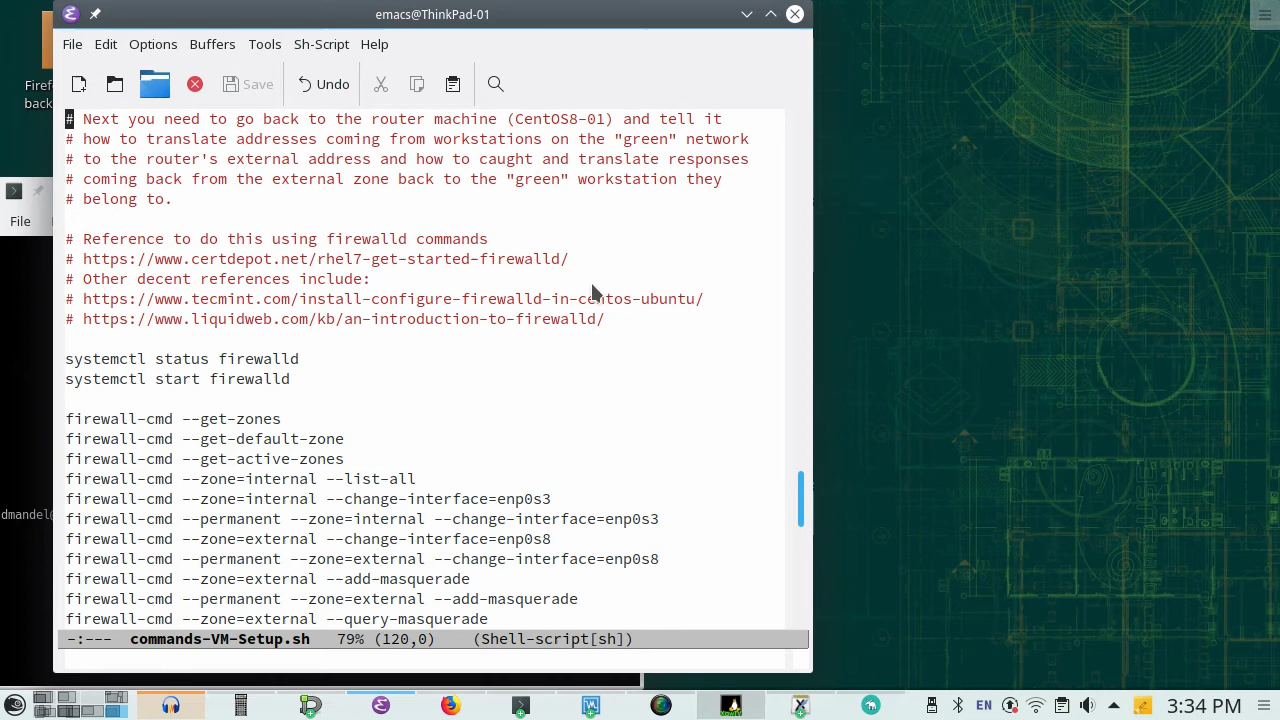 emacs@ThinkPad-01
File Edit Options Buffers Tools Sh-Script Help
Save Undo
# Next you need to go back to the router machine (CentOS8-01) and tell it
# how to translate addresses coming from workstations on the "green" network
# to the router's external address and how to caught and translate responses
# coming back from the external zone back to the "green" workstation they
# belong to.
# Reference to do this using firewalld commands
# https://www.certdepot.net/rhel7-get-started-firewalld/
# Other decent references include:
# https://www.tecmint.com/install-configure-firewalld-in-centos-ubuntu/
# https://www.liquidweb.com/kb/an-introduction-to-firewalld/
systemctl status firewalld
systemctl start firewalld
firewall-cmd --get-zones
firewall-cmd --get-default-zone
firewall-cmd --get-active-zones
firewall-cmd --zone=internal --list-all
firewall-cmd --zone=internal --change-interface=enp0s3
firewall-cmd --permanent --zone=internal --change-interface=enp0s3
firewall-cmd --zone=external --change-interface=enp0s8
firewall-cmd --permanent --zone=external --change-interface=enp0s8
firewall-cmd --zone=external --add-masquerade
firewall-cmd --permanent --zone=external --add-masquerade
firewall-cmd --zone=external --query-masquerade
-:--- commands-VM-Setup.sh 79% (120,0) (Shell-script[sh])
Firef
back
File
dmandel@
EN 3:34 PM